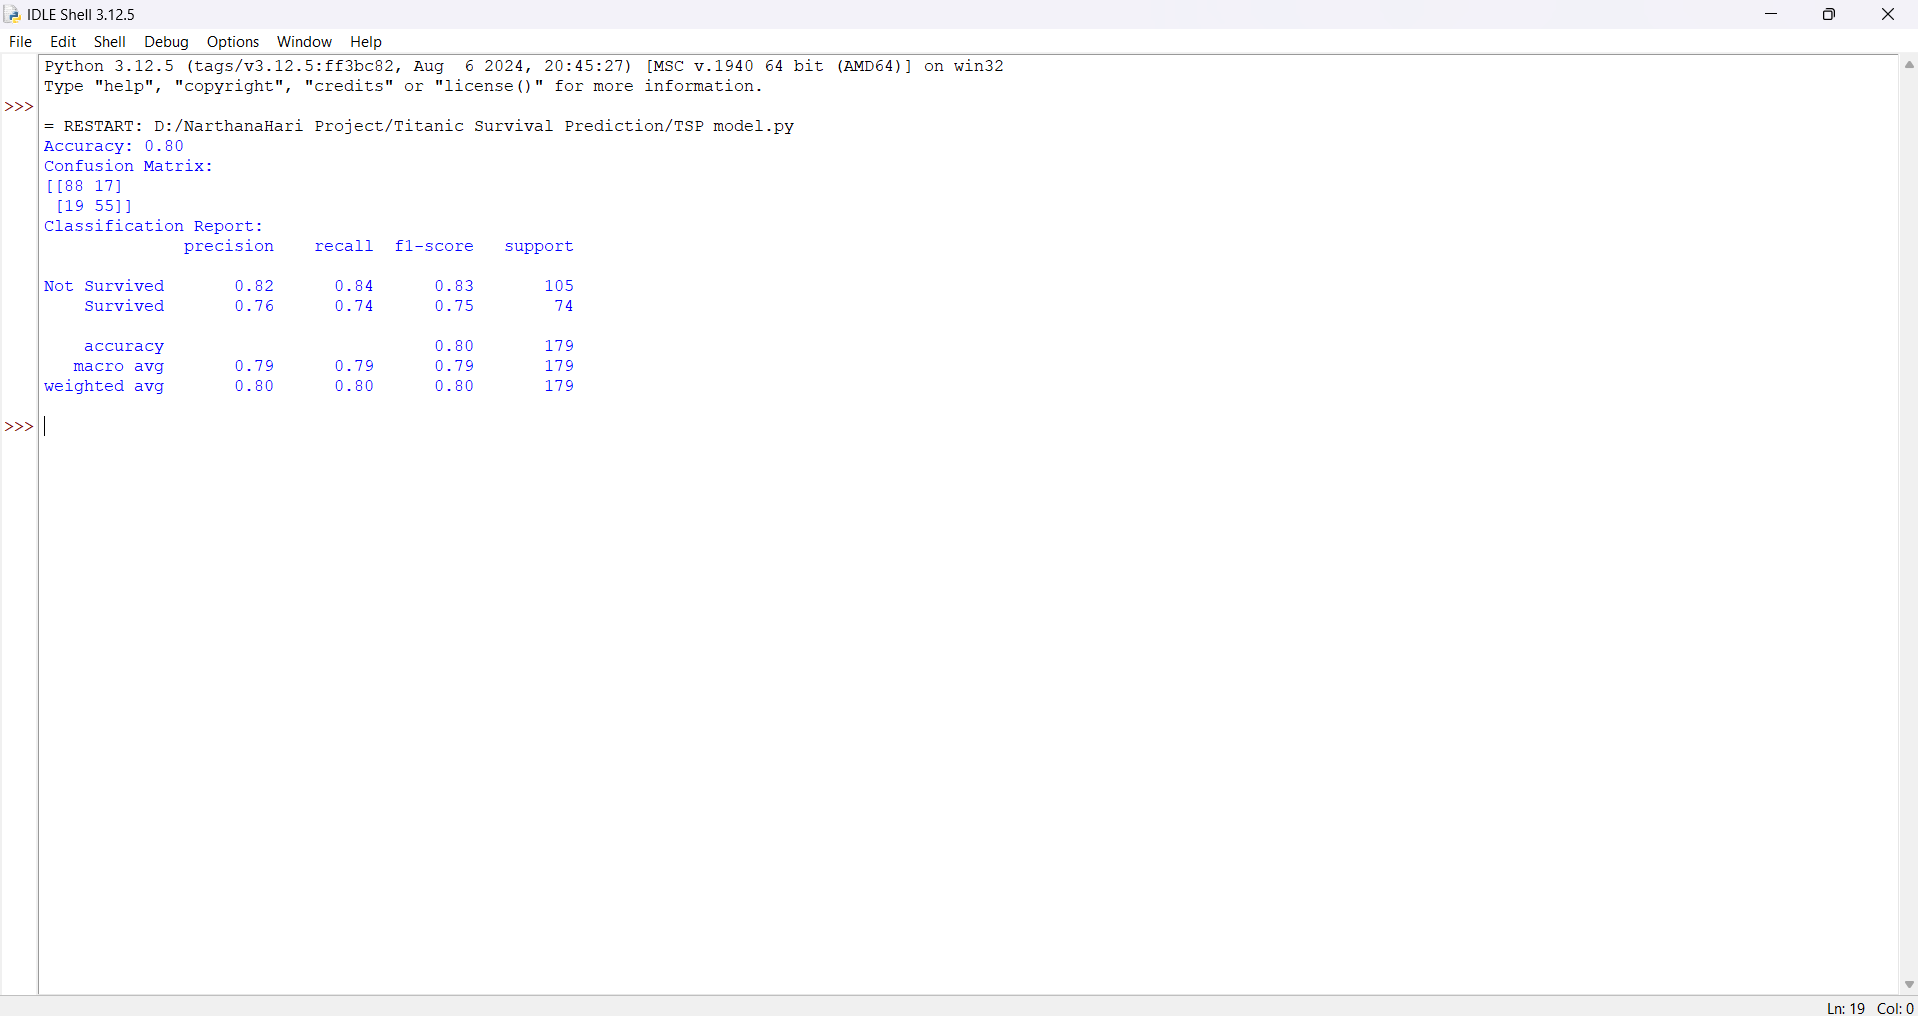 IDLE Shell 3.12.5
File Edit Shell Debug Options Window Help
Python 3.12.5 (tags/v3.12.5:ff3bc82, Aug  6 2024, 20:45:27) [MSC v.1940 64 bit (AMD64)] on win32
Type "help", "copyright", "credits" or "license()" for more information.
>>>
= RESTART: D:/NarthanaHari Project/Titanic Survival Prediction/TSP model.py
Accuracy: 0.80
Confusion Matrix:
[[88 17]
 [19 55]]
Classification Report:
              precision    recall  f1-score   support
Not Survived       0.82      0.84      0.83       105
    Survived       0.76      0.74      0.75        74
    accuracy                           0.80       179
   macro avg       0.79      0.79      0.79       179
weighted avg       0.80      0.80      0.80       179
>>>
Ln: 19 Col: 0